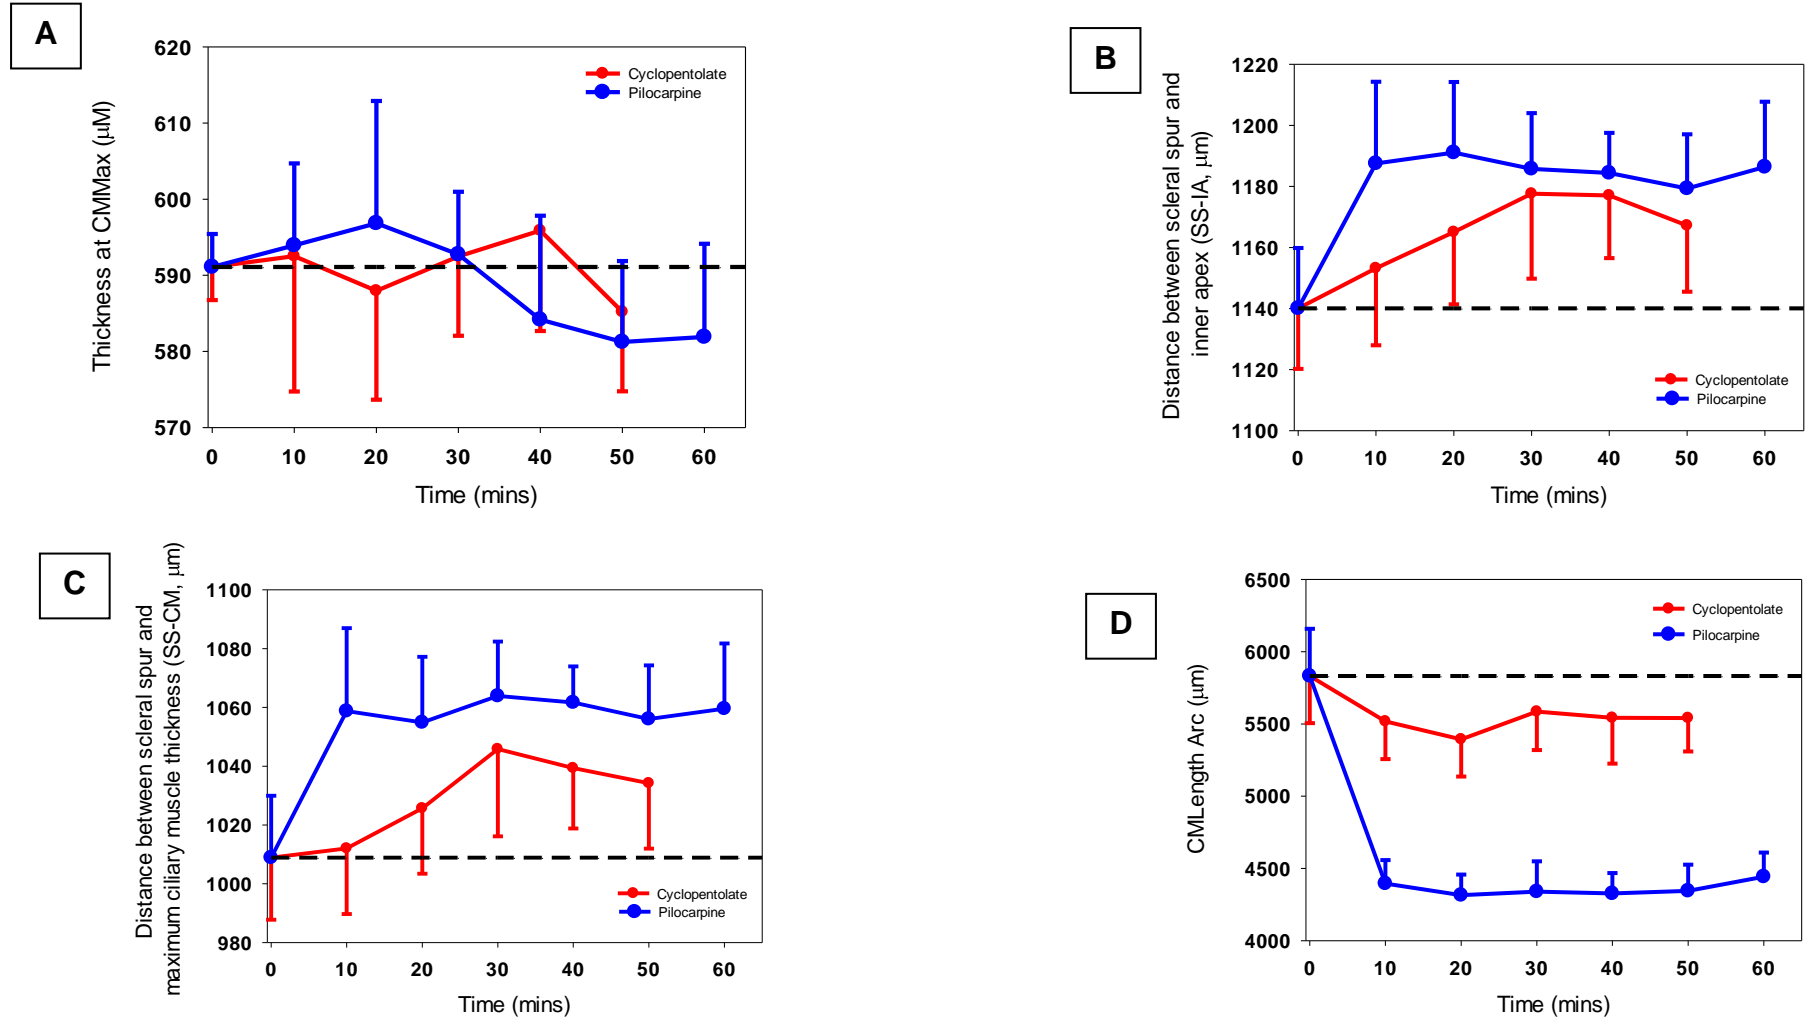 A
620
610
600
590
580
570
Thickness at CMMax (μM)
Cyclopentolate
Pilocarpine
0 10 20 30 40 50 60
Time (mins)
B
1220
1200
1180
1160
1140
1120
1100
Distance between scleral spur and
inner apex (SS-IA, μm)
Cyclopentolate
Pilocarpine
0 10 20 30 40 50 60
Time (mins)
C
1100
1080
1060
1040
1020
1000
980
Distance between scleral spur and
maximum ciliary muscle thickness (SS-CM, μm)
Cyclopentolate
Pilocarpine
0 10 20 30 40 50 60
Time (mins)
D
6500
6000
5500
5000
4500
4000
CMLength Arc (μm)
Cyclopentolate
Pilocarpine
0 10 20 30 40 50 60
Time (mins)